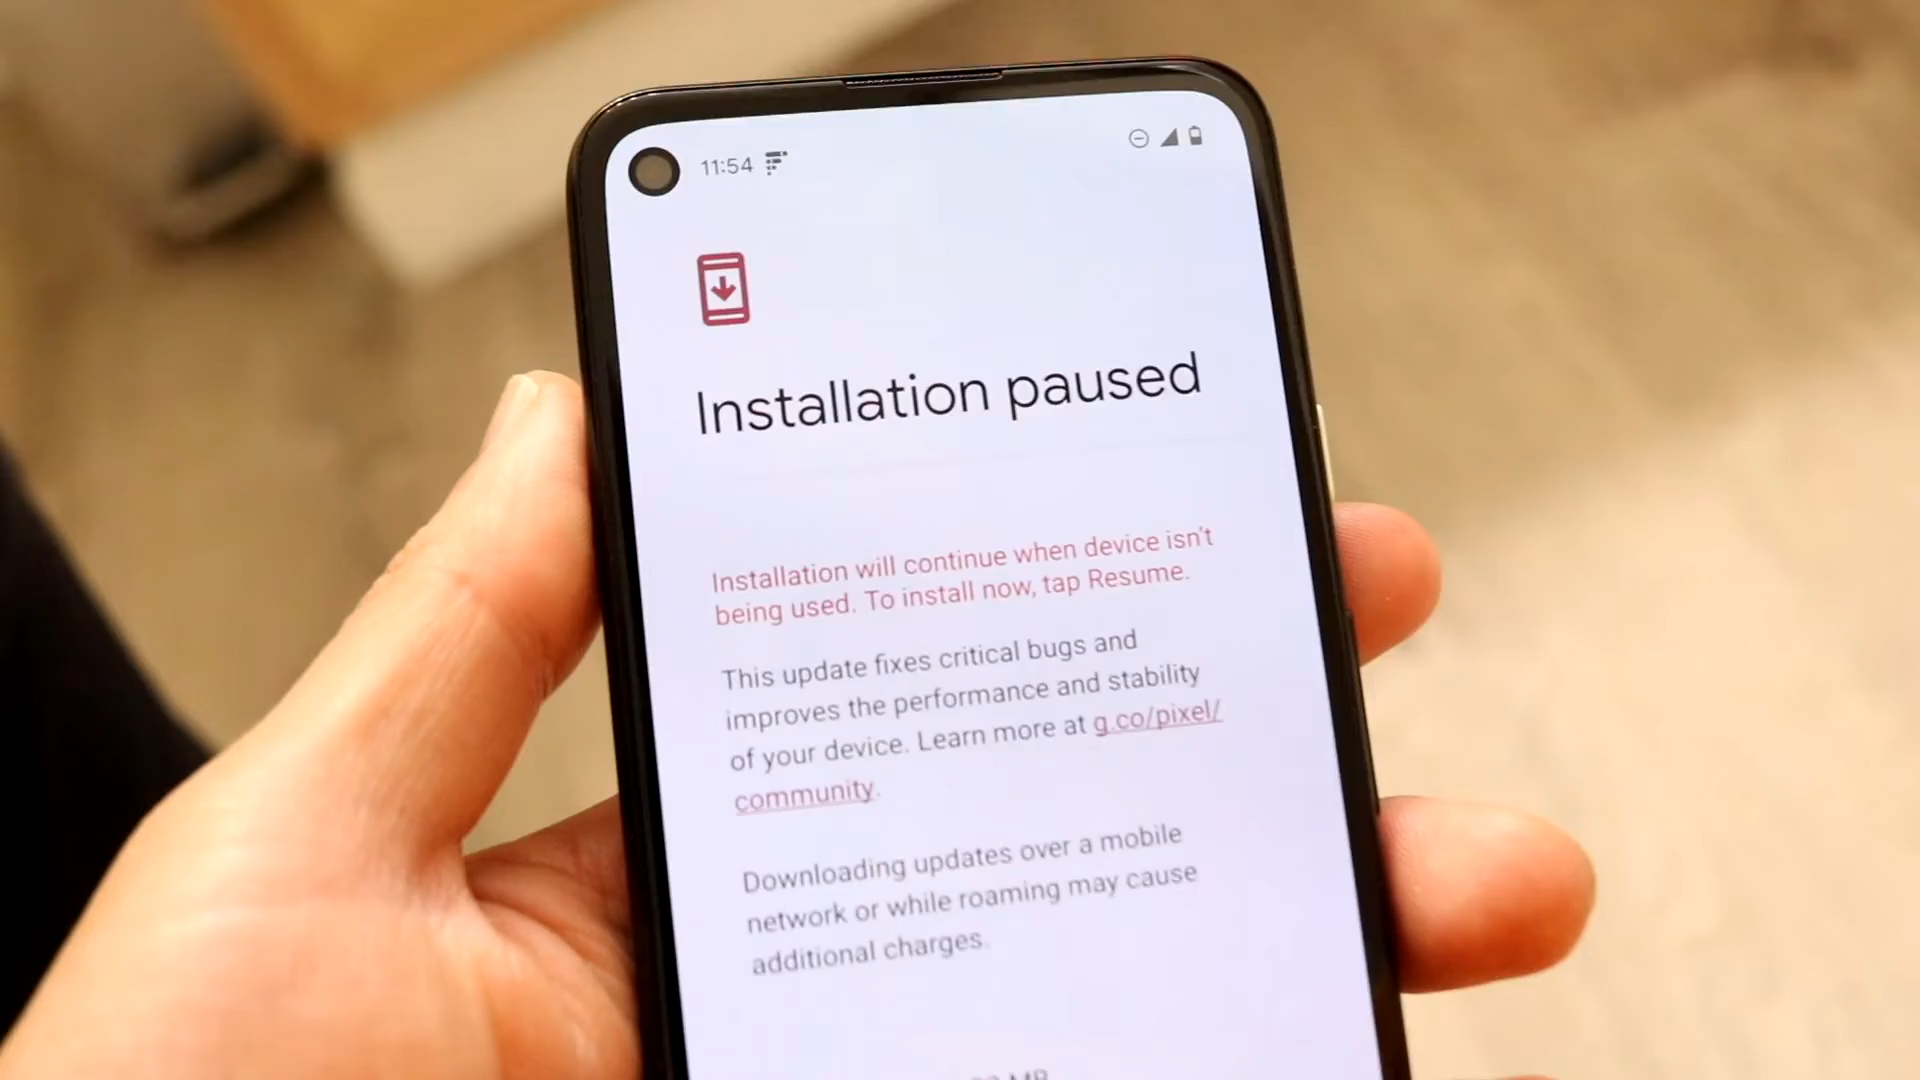 11:54
Installation paused
Installation will continue when device isn't
being used. To install now, tap Resume.
This update fixes critical bugs and
improves the performance and stability
of your device. Learn more at g.co/pixel/
community.
Downloading updates over a mobile
network or while roaming may cause
additional charges.
MB